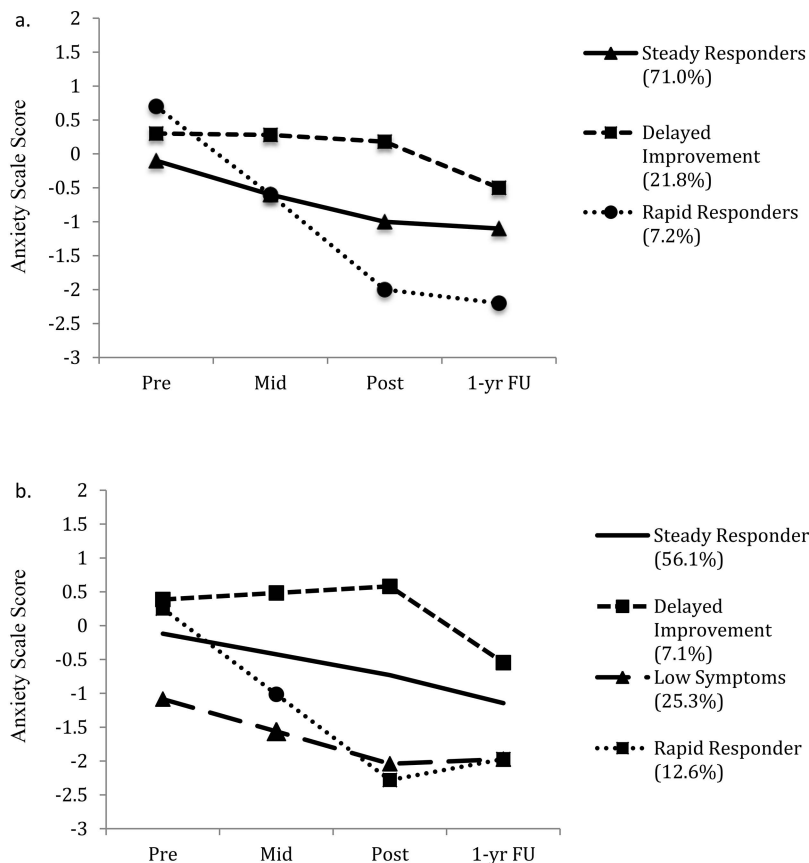 a.
2
1.5
1
0.5
0
-0.5
-1
-1.5
-2
-2.5
-3
Anxiety Scale Score
Pre Mid Post 1-yr FU
Steady Responders
(71.0%)
Delayed
Improvement
(21.8%)
Rapid Responders
(7.2%)
b.
2
1.5
1
0.5
0
-0.5
-1
-1.5
-2
-2.5
-3
Anxiety Scale Score
Pre Mid Post 1-yr FU
Steady Responder
(56.1%)
Delayed
Improvement
(7.1%)
Low Symptoms
(25.3%)
Rapid Responder
(12.6%)